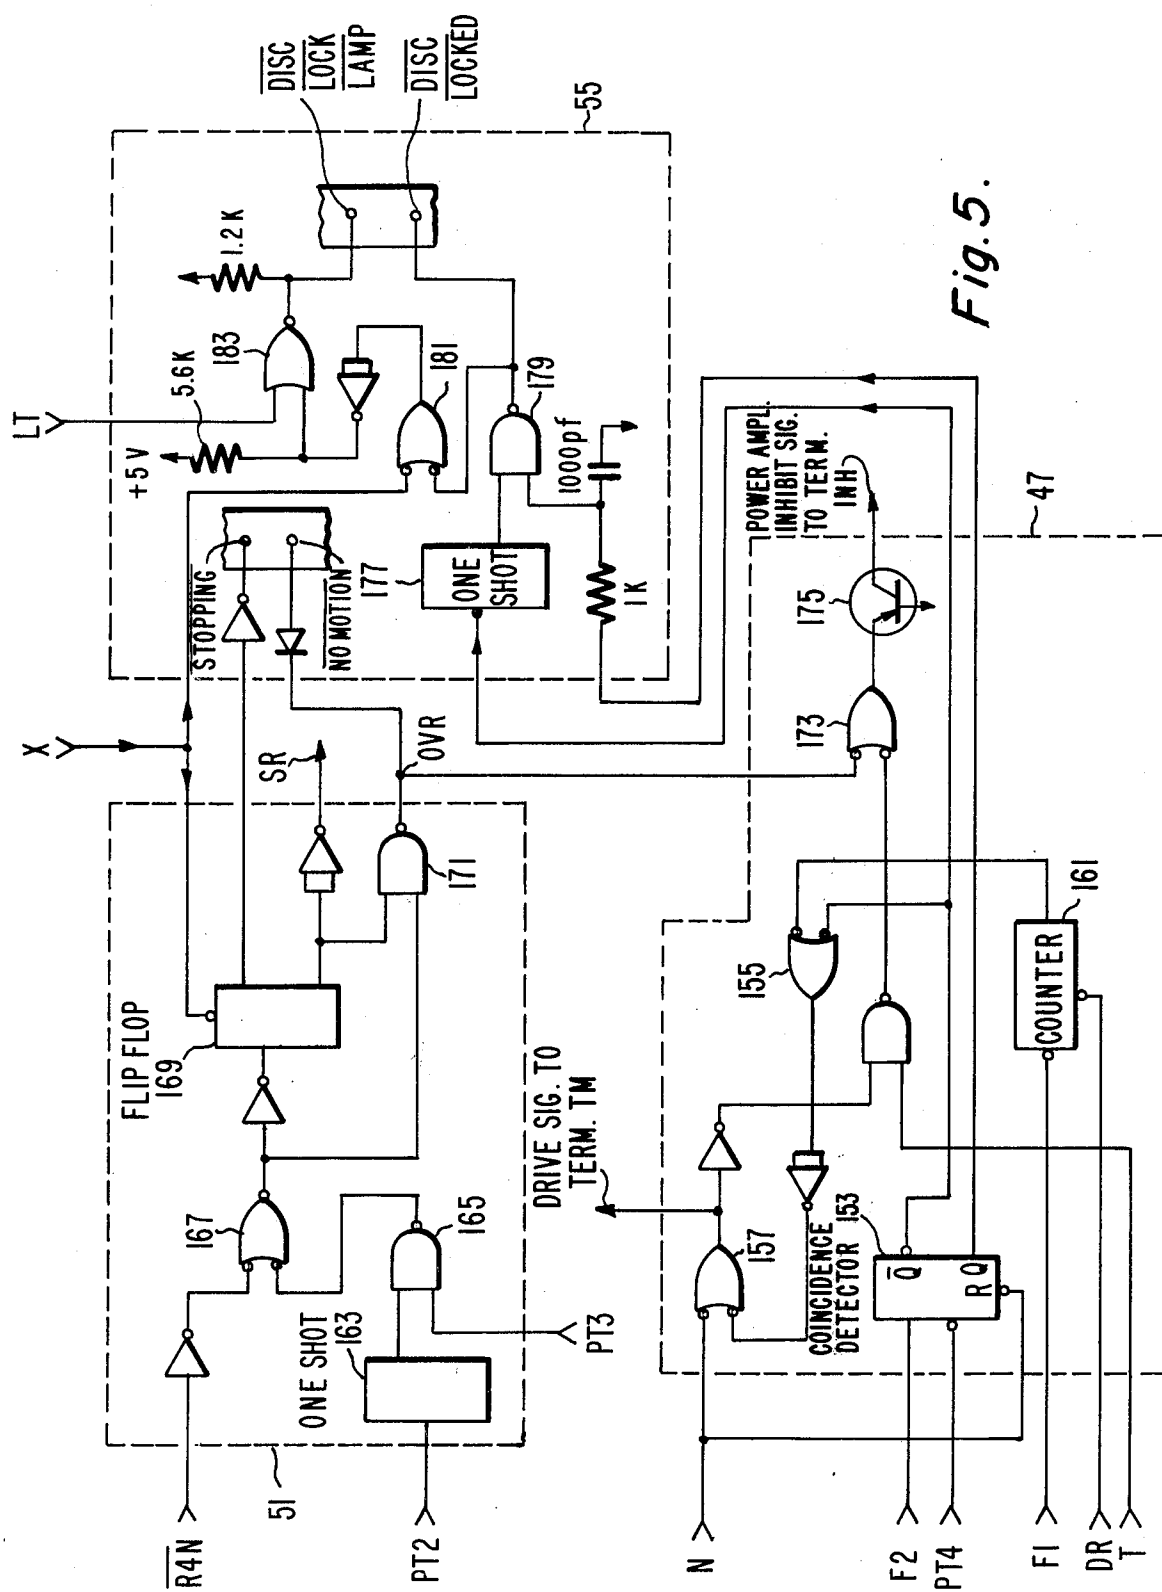 X
LT
DISC
LOCK
LAMP
DISC
LOCKED
+5V
5.6K
183
1.2K
STOPPING
NO MOTION
177
ONE
SHOT
181
179
1000pf
1K
55
FLIP FLOP
169
SR
OVR
171
167
165
ONE SHOT
163
51
R4N
PT2
PT3
DRIVE SIG. TO
TERM. TM
POWER AMPL.
INHIBIT SIG.
TO TERM.
INH
47
175
173
155
157
COINCIDENCE
DETECTOR
153
Q
R Q
COUNTER
161
N
F2
PT4
F1
DR
T
Fig. 5.